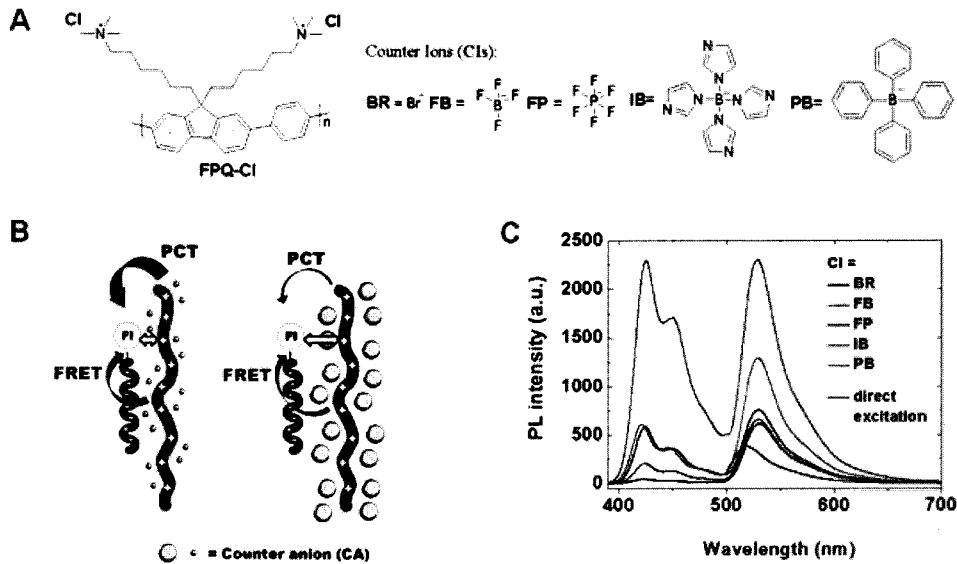 A
CI
CI
N
N
n
FPQ-CI
Counter Ions (CIs):
BR = Br
FB =
F
F
B
F
F
FP =
F
F
F
P
F
F
F
IB=
N
N
N
N
N
B
N
N
N
PB=
B
B
PCT
FI
FRET
PCT
FI
FRET
= Counter anion (CA)
C
2500
2000
1500
1000
500
0
PL intensity (a.u.)
CI =
BR
FB
FP
IB
PB
direct
excitation
400
500
600
700
Wavelength (nm)